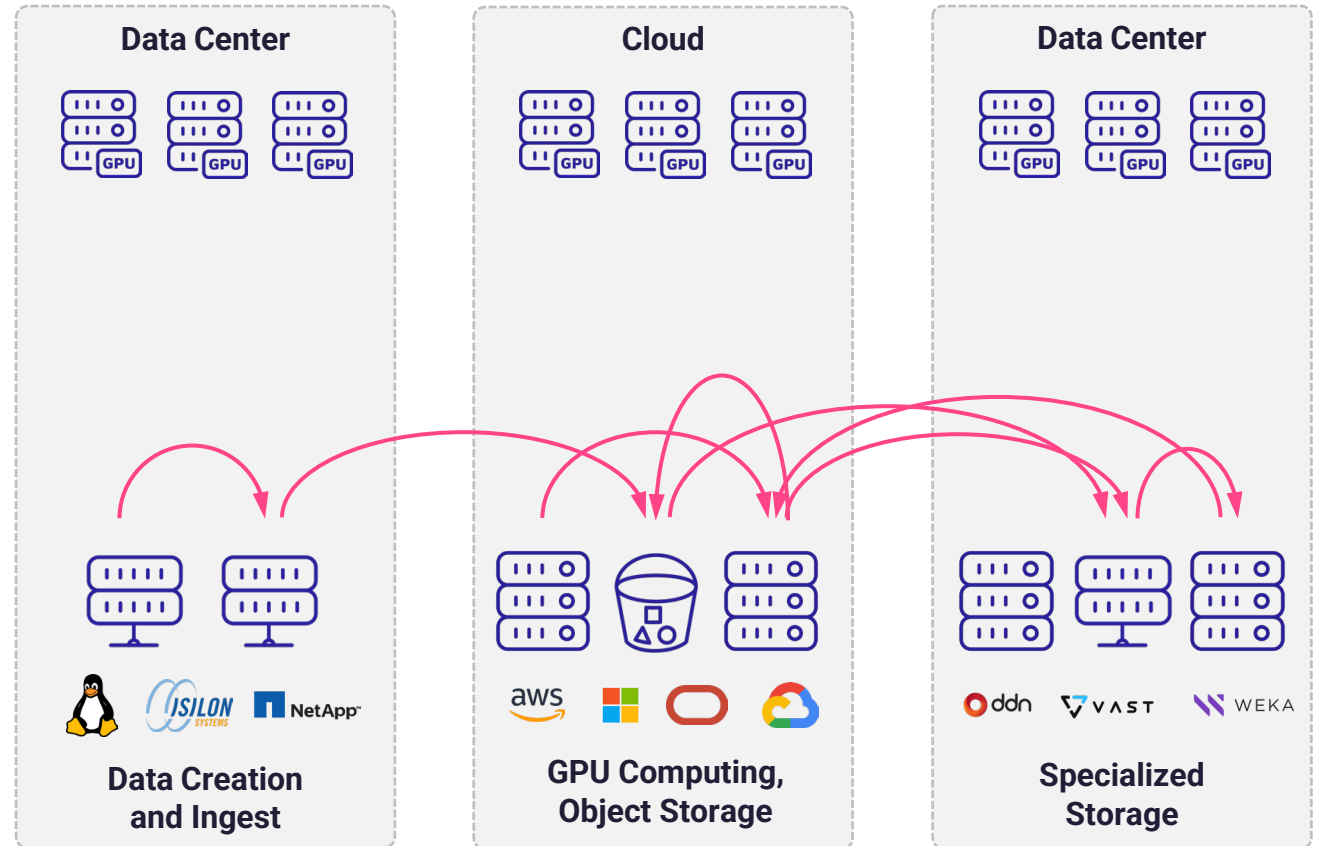 Data Center
GPU
GPU
GPU
ISILON
SYSTEMS
NetApp™
Data Creation
and Ingest
Cloud
GPU
GPU
GPU
aws
GPU Computing,
Object Storage
Data Center
GPU
GPU
GPU
ddn
VAST
WEKA
Specialized
Storage